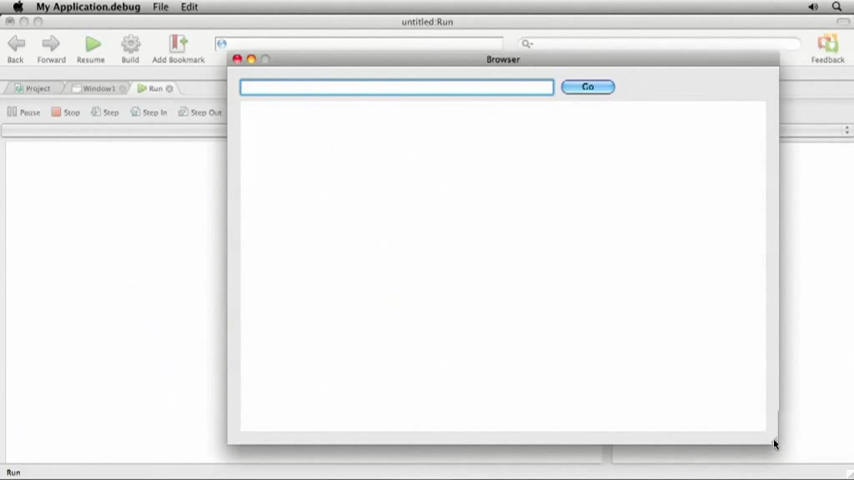 My Application.debug File Edit
untitled:Run
Back Forward Resume Build Add Bookmark Feedback
Browser
Go
Project Window1 Run
Pause Stop Step Step In Step Out
Run